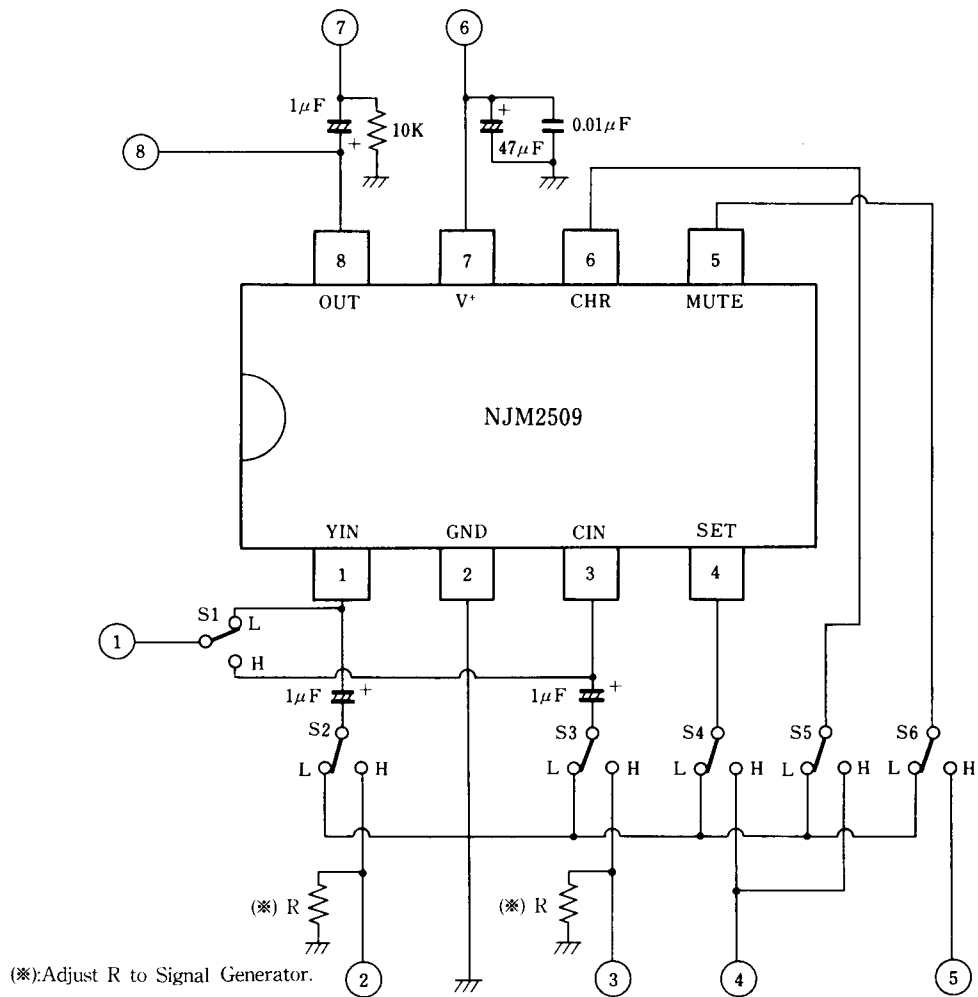 7
6
1μF
10K
+
0.01μF
47μF
8
8
7
6
5
OUT
V+
CHR
MUTE
NJM2509
YIN
GND
CIN
SET
1
2
3
4
S1
L
1
H
1μF
+
1μF
+
S2
S3
S4
S5
S6
L
H
L
H
L
H
L
H
L
H
(※) R
(※) R
(※):Adjust R to Signal Generator.
2
3
4
5